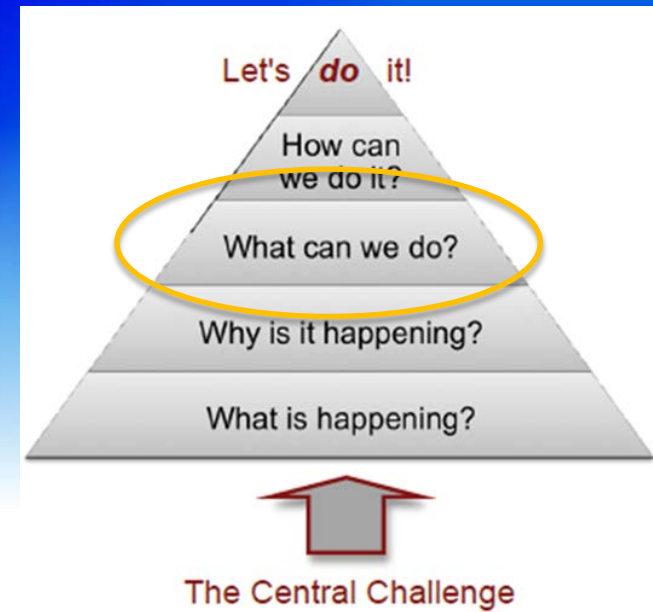 Let's do it!
How can
we do it?
What can we do?
Why is it happening?
What is happening?
The Central Challenge